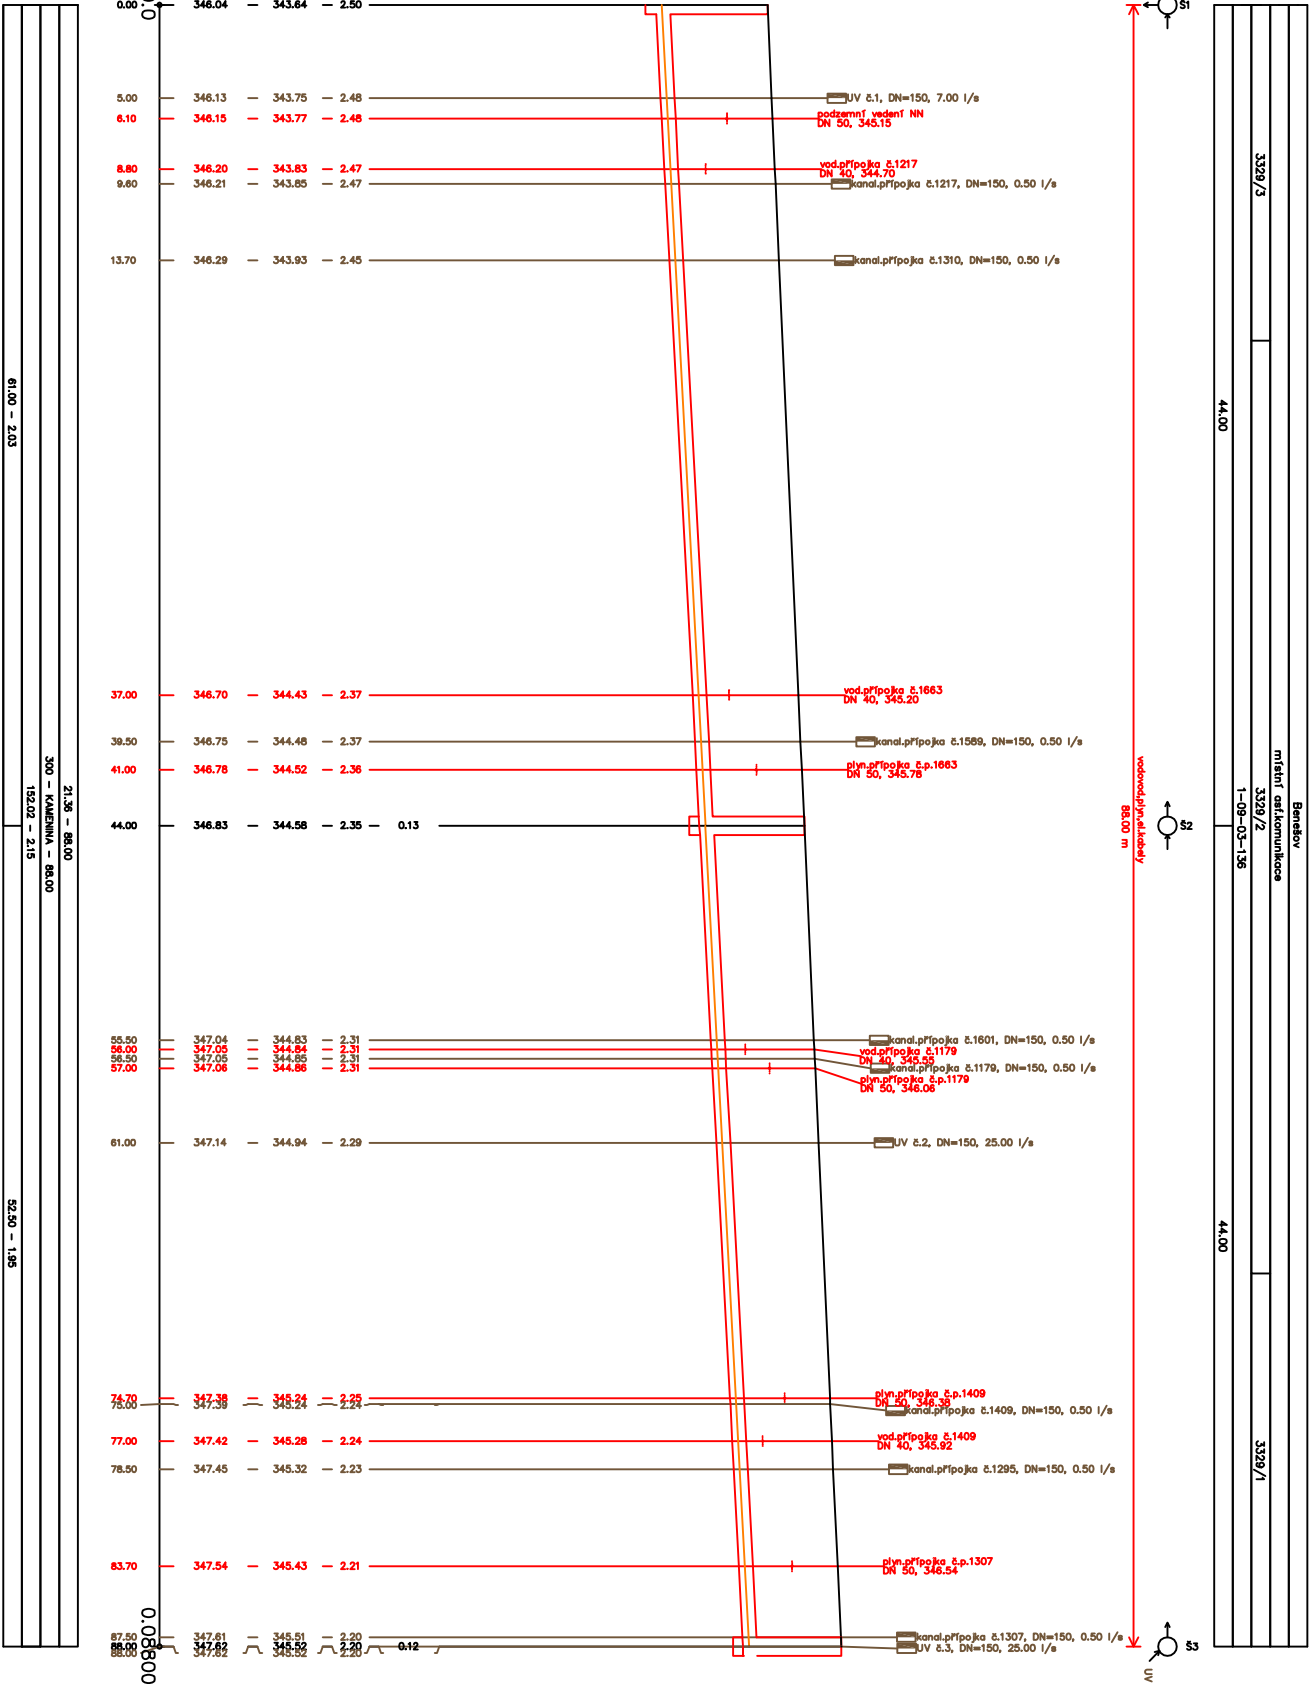 0.00 346.04 – 343.64 – 2.50
5.00 – 346.13 – 343.75 – 2.48
UV č.1, DN=150, 7.00 l/s
6.10 – 346.15 – 343.77 – 2.48
podzemní vedení NN
DN 50, 345.15
8.80 – 346.20 – 343.83 – 2.47
vod.přípojka č.1217
DN 40, 344.70
9.60 – 346.21 – 343.85 – 2.47
kanal.přípojka č.1217, DN=150, 0.50 l/s
13.70 – 346.29 – 343.93 – 2.45
kanal.přípojka č.1310, DN=150, 0.50 l/s
37.00 – 346.70 – 344.43 – 2.37
vod.přípojka č.1663
DN 40, 345.20
39.50 – 346.75 – 344.48 – 2.37
kanal.přípojka č.1589, DN=150, 0.50 l/s
41.00 – 346.78 – 344.52 – 2.36
plyn.přípojka č.p.1663
DN 50, 345.78
44.00 – 346.83 – 344.58 – 2.35 – 0.13
55.50 – 347.04 – 344.83 – 2.31
kanal.přípojka č.1601, DN=150, 0.50 l/s
56.00 – 347.05 – 344.84 – 2.31
vod.přípojka č.1179
DN 40, 345.55
56.50 – 347.05 – 344.85 – 2.31
kanal.přípojka č.1179, DN=150, 0.50 l/s
57.00 – 347.06 – 344.86 – 2.31
plyn.přípojka č.p.1179
DN 50, 346.06
61.00 – 347.14 – 344.94 – 2.29
UV č.2, DN=150, 25.00 l/s
74.70 – 347.38 – 345.24 – 2.25
plyn.přípojka č.p.1409
DN 50, 346.38
75.00 – 347.39 – 345.24 – 2.24
kanal.přípojka č.1409, DN=150, 0.50 l/s
77.00 – 347.42 – 345.28 – 2.24
vod.přípojka č.1409
DN 40, 345.92
78.50 – 347.45 – 345.32 – 2.23
kanal.přípojka č.1295, DN=150, 0.50 l/s
83.70 – 347.54 – 345.43 – 2.21
plyn.přípojka č.p.1307
DN 50, 346.54
87.50 – 347.61 – 345.51 – 2.20
kanal.přípojka č.1307, DN=150, 0.50 l/s
88.00 347.62 345.52 2.20 0.12
88.00 347.62 345.52 2.20
UV č.3, DN=150, 25.00 l/s
0.08800
Š1
Š2
Š3
UV
vodovod,plyn,el.kabely
88.00 m
Benešov
místní asf.komunikace
3329/3
3329/2
3329/1
1-09-03-136
44.00
44.00
21.36 – 88.00
300 – KAMENINA – 88.00
152.02 – 2.15
61.00 – 2.03
52.50 – 1.95